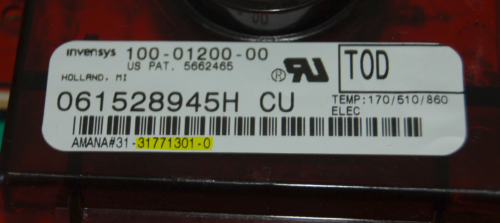 invensys 100-01200-00
US PAT. 5662465
HOLLAND, MI
TOD
061528945H CU
TEMP:170/510/860
ELEC
AMANA#31-31771301-0